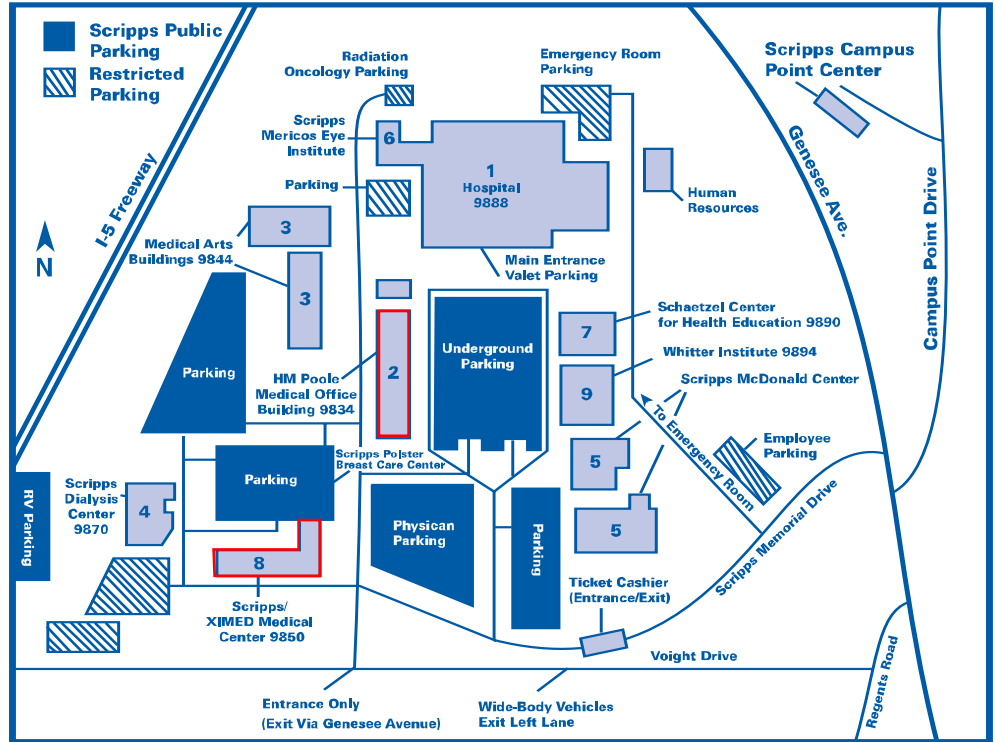 Scripps Public
Parking
Restricted
Parking
Radiation
Oncology Parking
Emergency Room
Parking
Scripps Campus
Point Center
Scripps
Mericos Eye
Institute
6
1
Hospital
9888
Parking
Human
Resources
Genesee Ave.
Campus Point Drive
I-5 Freeway
N
3
Medical Arts
Buildings 9844
3
Main Entrance
Valet Parking
Schaetzel Center
for Health Education 9890
7
Underground
Parking
Whitter Institute 9894
Parking
HM Poole
Medical Office
Building 9834
2
9
Scripps McDonald Center
To Emergency Room
Employee
Parking
Scripps Polster
Breast Care Center
Parking
5
Scripps
Dialysis
Center
9870
4
RV Parking
Physican
Parking
Parking
5
Scripps Memorial Drive
8
Scripps/
XIMED Medical
Center 9850
Ticket Cashier
(Entrance/Exit)
Voight Drive
Regents Road
Entrance Only
(Exit Via Genesee Avenue)
Wide-Body Vehicles
Exit Left Lane